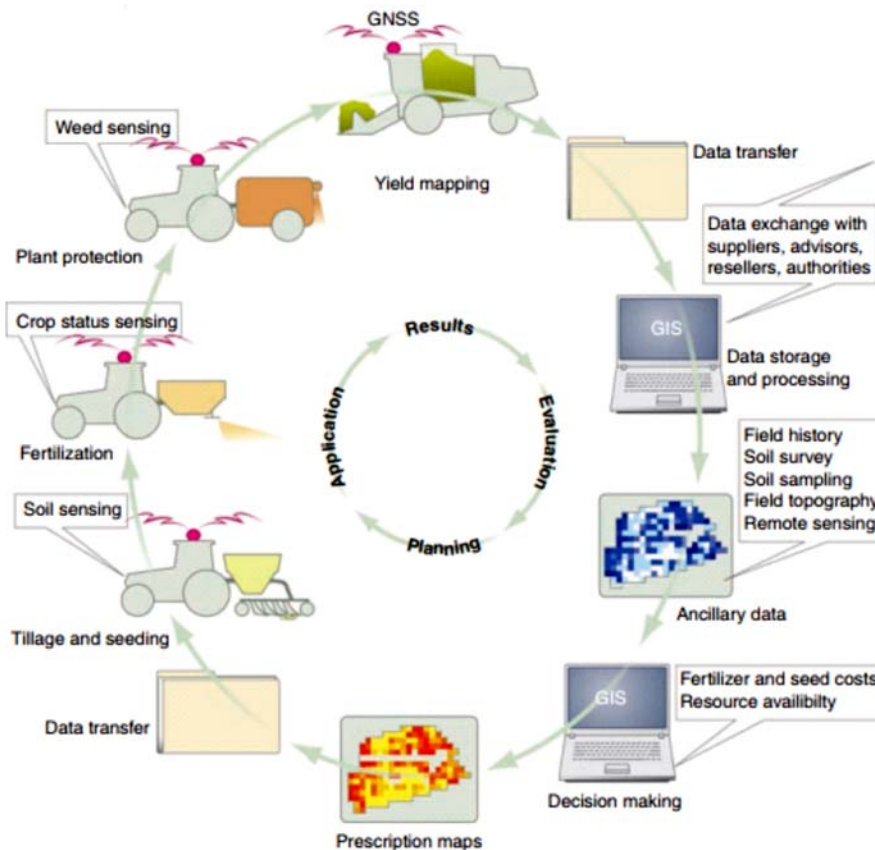 GNSS
Yield mapping
Weed sensing
Plant protection
Data transfer
Data exchange with
suppliers, advisors,
resellers, authorities
GIS
Data storage
and processing
Crop status sensing
Fertilization
Results
Evaluation
Planning
Application
Field history
Soil survey
Soil sampling
Field topography
Remote sensing
Ancillary data
Soil sensing
Tillage and seeding
Fertilizer and seed costs
Resource availibilty
GIS
Decision making
Data transfer
Prescription maps